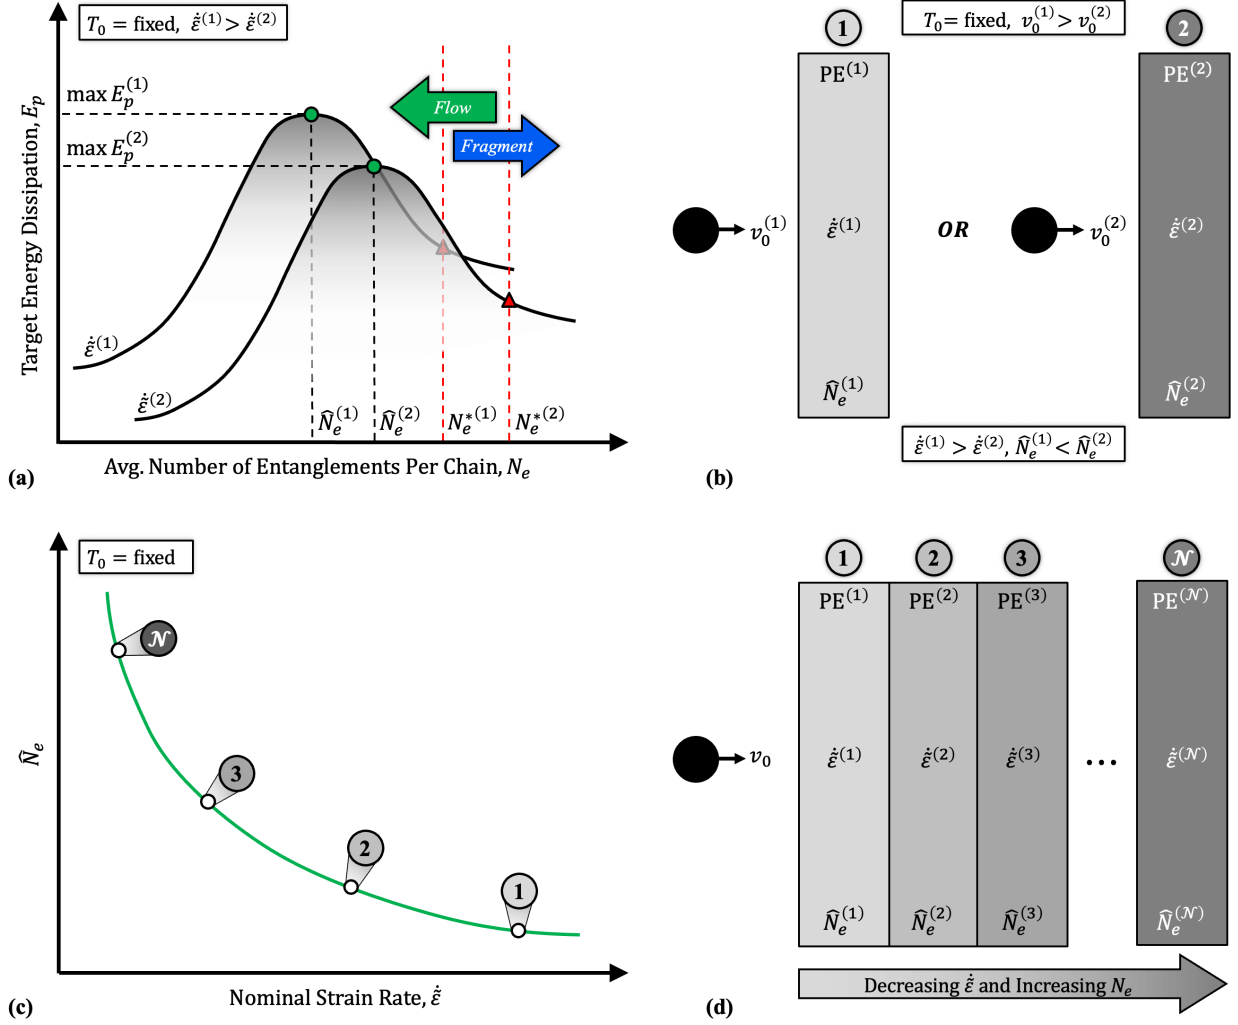 T₀ = fixed, ε̃̇⁽¹⁾ > ε̃̇⁽²⁾
Target Energy Dissipation, Eₚ
max Eₚ⁽¹⁾
max Eₚ⁽²⁾
Flow
Fragment
ε̃̇⁽¹⁾
ε̃̇⁽²⁾
N̂ₑ⁽¹⁾
N̂ₑ⁽²⁾
Nₑ*⁽¹⁾
Nₑ*⁽²⁾
Avg. Number of Entanglements Per Chain, Nₑ
(a)
T₀ = fixed, v₀⁽¹⁾ > v₀⁽²⁾
1
2
PE⁽¹⁾
PE⁽²⁾
v₀⁽¹⁾
ε̃̇⁽¹⁾
OR
v₀⁽²⁾
ε̃̇⁽²⁾
N̂ₑ⁽¹⁾
N̂ₑ⁽²⁾
ε̃̇⁽¹⁾ > ε̃̇⁽²⁾, N̂ₑ⁽¹⁾ < N̂ₑ⁽²⁾
(b)
T₀ = fixed
N̂ₑ
𝒩
3
2
1
Nominal Strain Rate, ε̃̇
(c)
1
2
3
𝒩
PE⁽¹⁾
PE⁽²⁾
PE⁽³⁾
PE⁽𝒩⁾
v₀
ε̃̇⁽¹⁾
ε̃̇⁽²⁾
ε̃̇⁽³⁾
...
ε̃̇⁽𝒩⁾
N̂ₑ⁽¹⁾
N̂ₑ⁽²⁾
N̂ₑ⁽³⁾
N̂ₑ⁽𝒩⁾
Decreasing ε̃̇ and Increasing Nₑ
(d)